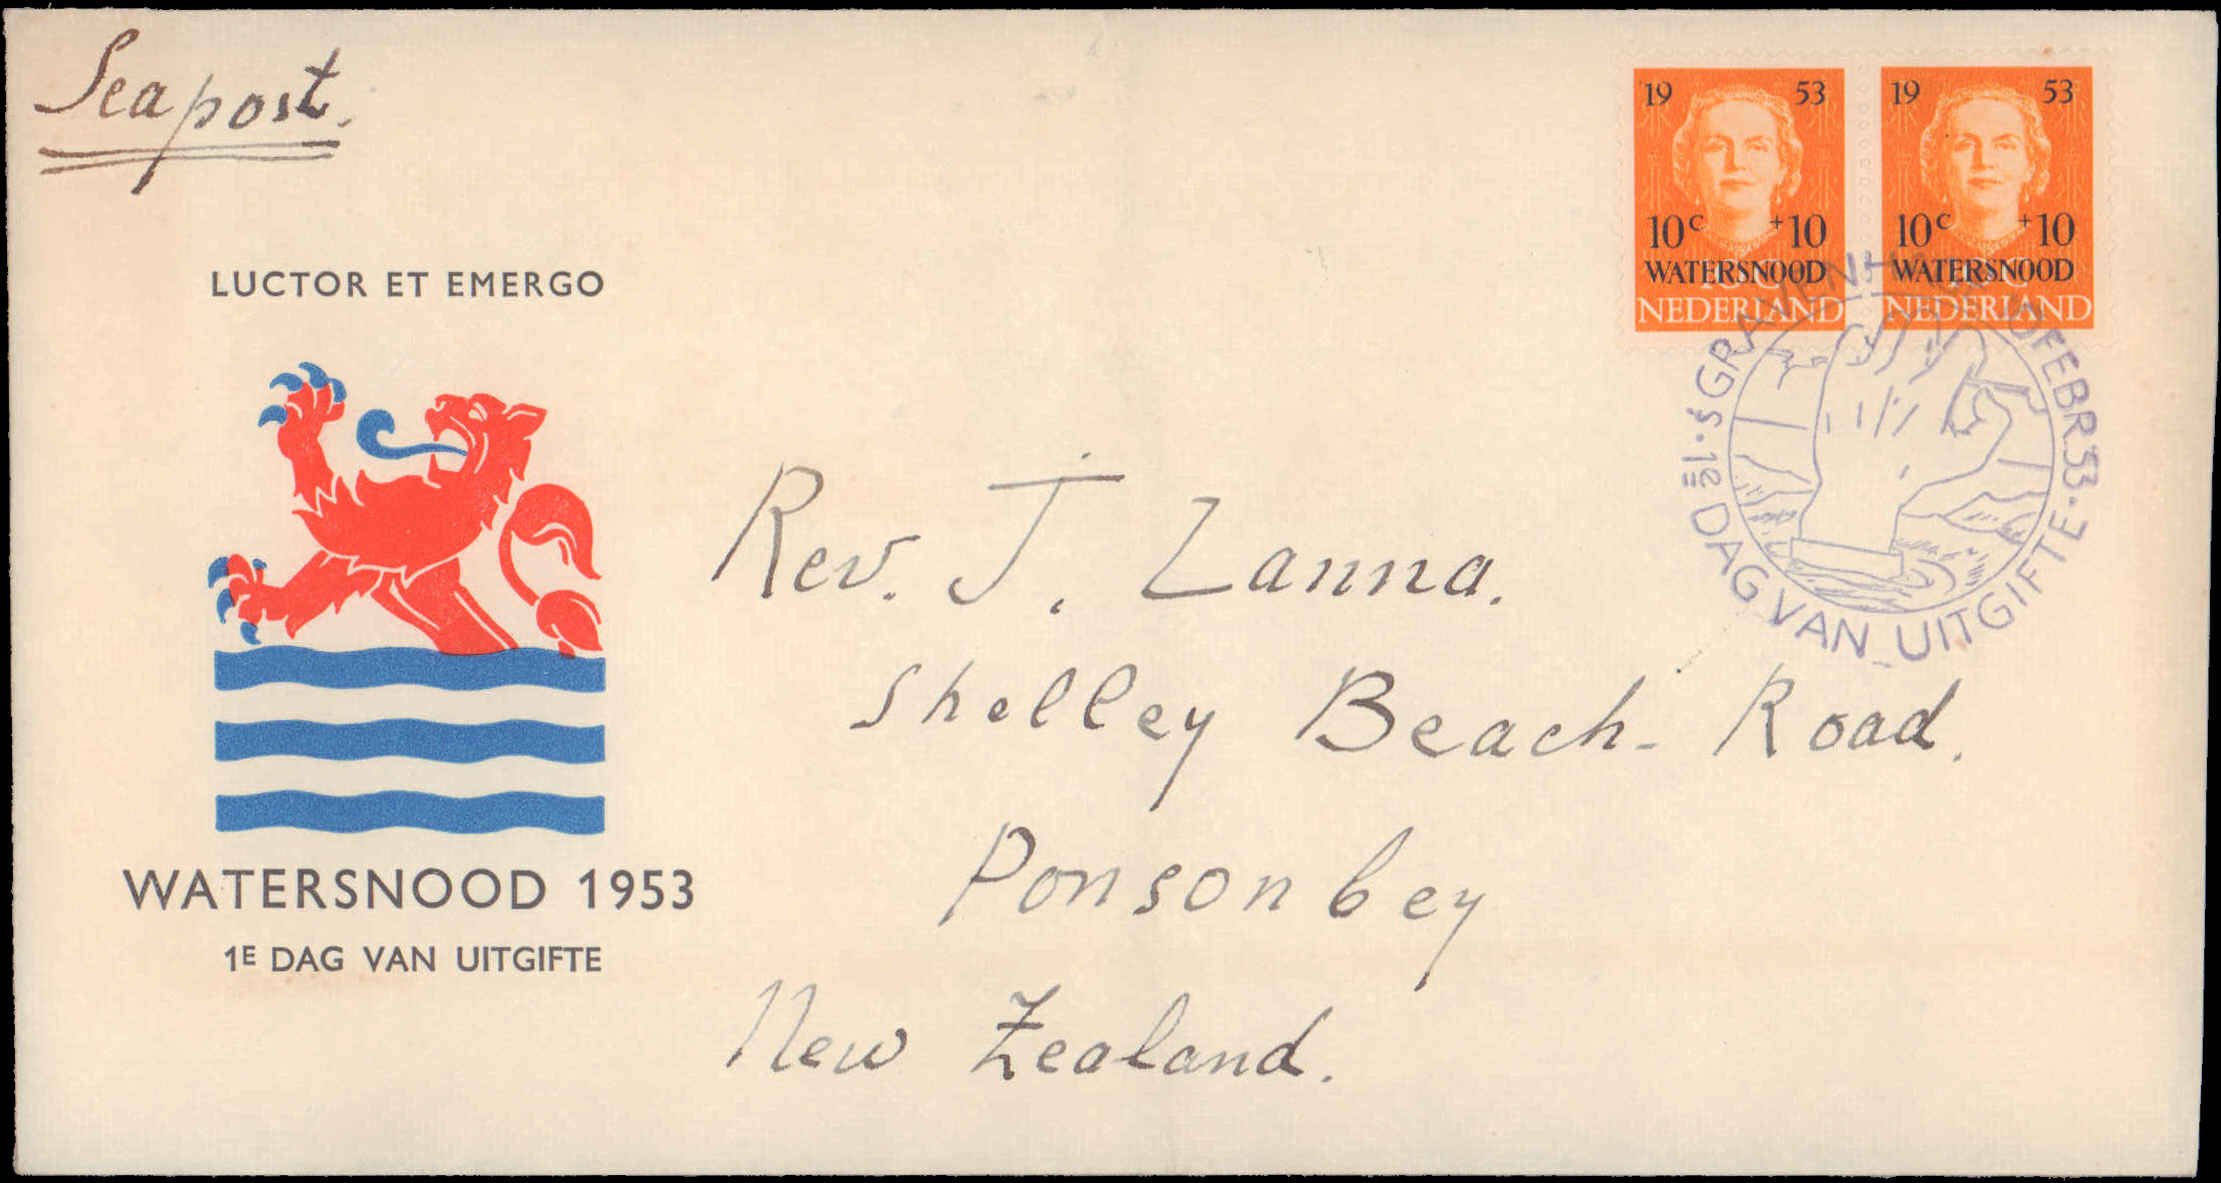 Seapost.
LUCTOR ET EMERGO
WATERSNOOD 1953
1E DAG VAN UITGIFTE
19 53
10c +10
WATERSNOOD
NEDERLAND
19 53
10c +10
WATERSNOOD
NEDERLAND
1e DAG VAN UITGIFTE
FEBR. 53
Rev. J. Zanna.
Shelley Beach Road.
Ponsonbey
New Zealand.